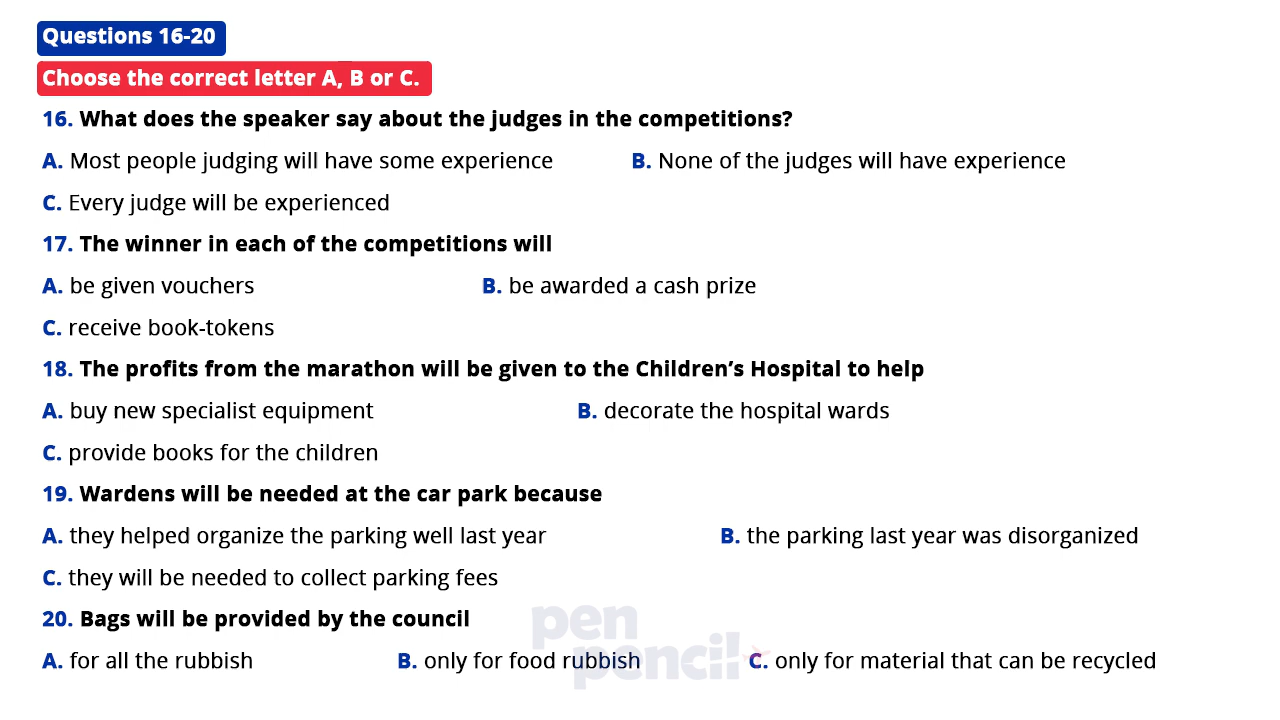 Questions 16-20
Choose the correct letter A, B or C.
16. What does the speaker say about the judges in the competitions?
A. Most people judging will have some experience B. None of the judges will have experience
C. Every judge will be experienced
17. The winner in each of the competitions will
A. be given vouchers B. be awarded a cash prize
C. receive book-tokens
18. The profits from the marathon will be given to the Children’s Hospital to help
A. buy new specialist equipment B. decorate the hospital wards
C. provide books for the children
19. Wardens will be needed at the car park because
A. they helped organize the parking well last year B. the parking last year was disorganized
C. they will be needed to collect parking fees
20. Bags will be provided by the council
A. for all the rubbish B. only for food rubbish C. only for material that can be recycled
pen
pencil